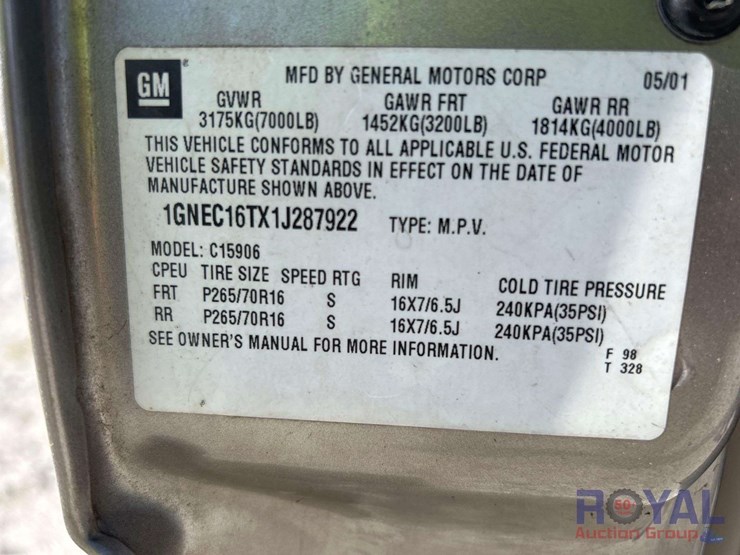 GM
MFD BY GENERAL MOTORS CORP 05/01
GVWR GAWR FRT GAWR RR
3175KG(7000LB) 1452KG(3200LB) 1814KG(4000LB)
THIS VEHICLE CONFORMS TO ALL APPLICABLE U.S. FEDERAL MOTOR
VEHICLE SAFETY STANDARDS IN EFFECT ON THE DATE OF
MANUFACTURE SHOWN ABOVE.
1GNEC16TX1J287922 TYPE: M.P.V.
MODEL: C15906
CPEU TIRE SIZE SPEED RTG RIM COLD TIRE PRESSURE
FRT P265/70R16 S 16X7/6.5J 240KPA(35PSI)
RR P265/70R16 S 16X7/6.5J 240KPA(35PSI)
SEE OWNER'S MANUAL FOR MORE INFORMATION.
F 98
T 328
ROYAL
Auction Group